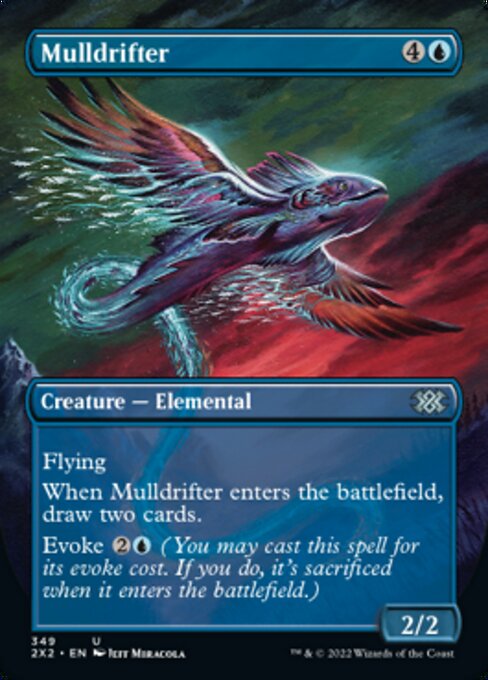 Mulldrifter 4
Creature — Elemental
Flying
When Mulldrifter enters the battlefield,
draw two cards.
Evoke 2 (You may cast this spell for
its evoke cost. If you do, it's sacrificed
when it enters the battlefield.)
2/2
349 U
2X2 • EN Jeff Miracola
™ & © 2022 Wizards of the Coast